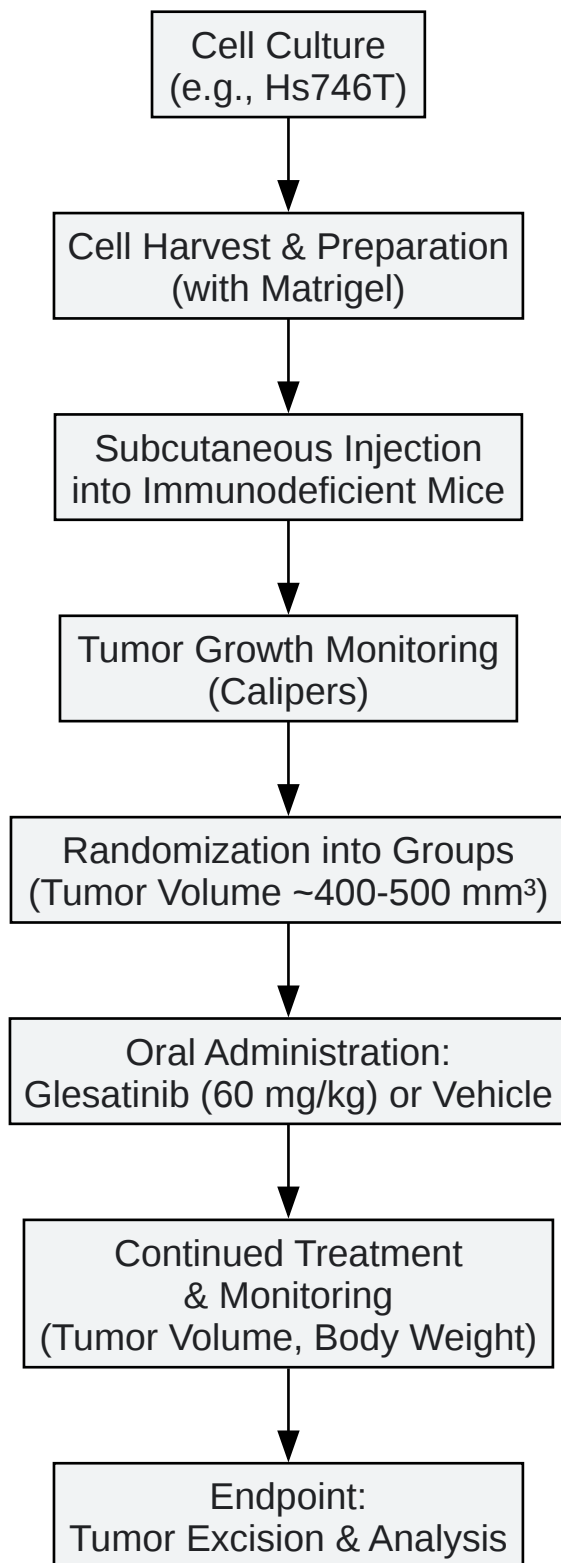 Cell Culture
(e.g., Hs746T)
Cell Harvest & Preparation
(with Matrigel)
Subcutaneous Injection
into Immunodeficient Mice
Tumor Growth Monitoring
(Calipers)
Randomization into Groups
(Tumor Volume ~400-500 mm³)
Oral Administration:
Glesatinib (60 mg/kg) or Vehicle
Continued Treatment
& Monitoring
(Tumor Volume, Body Weight)
Endpoint:
Tumor Excision & Analysis